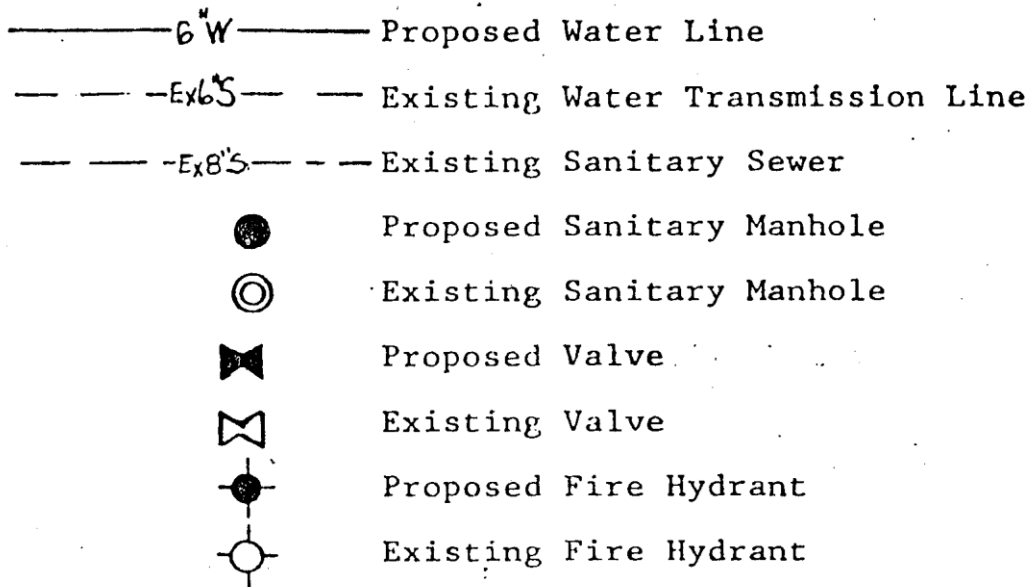 6"W Proposed Water Line
Ex6"S Existing Water Transmission Line
Ex8"S Existing Sanitary Sewer
Proposed Sanitary Manhole
Existing Sanitary Manhole
Proposed Valve
Existing Valve
Proposed Fire Hydrant
Existing Fire Hydrant